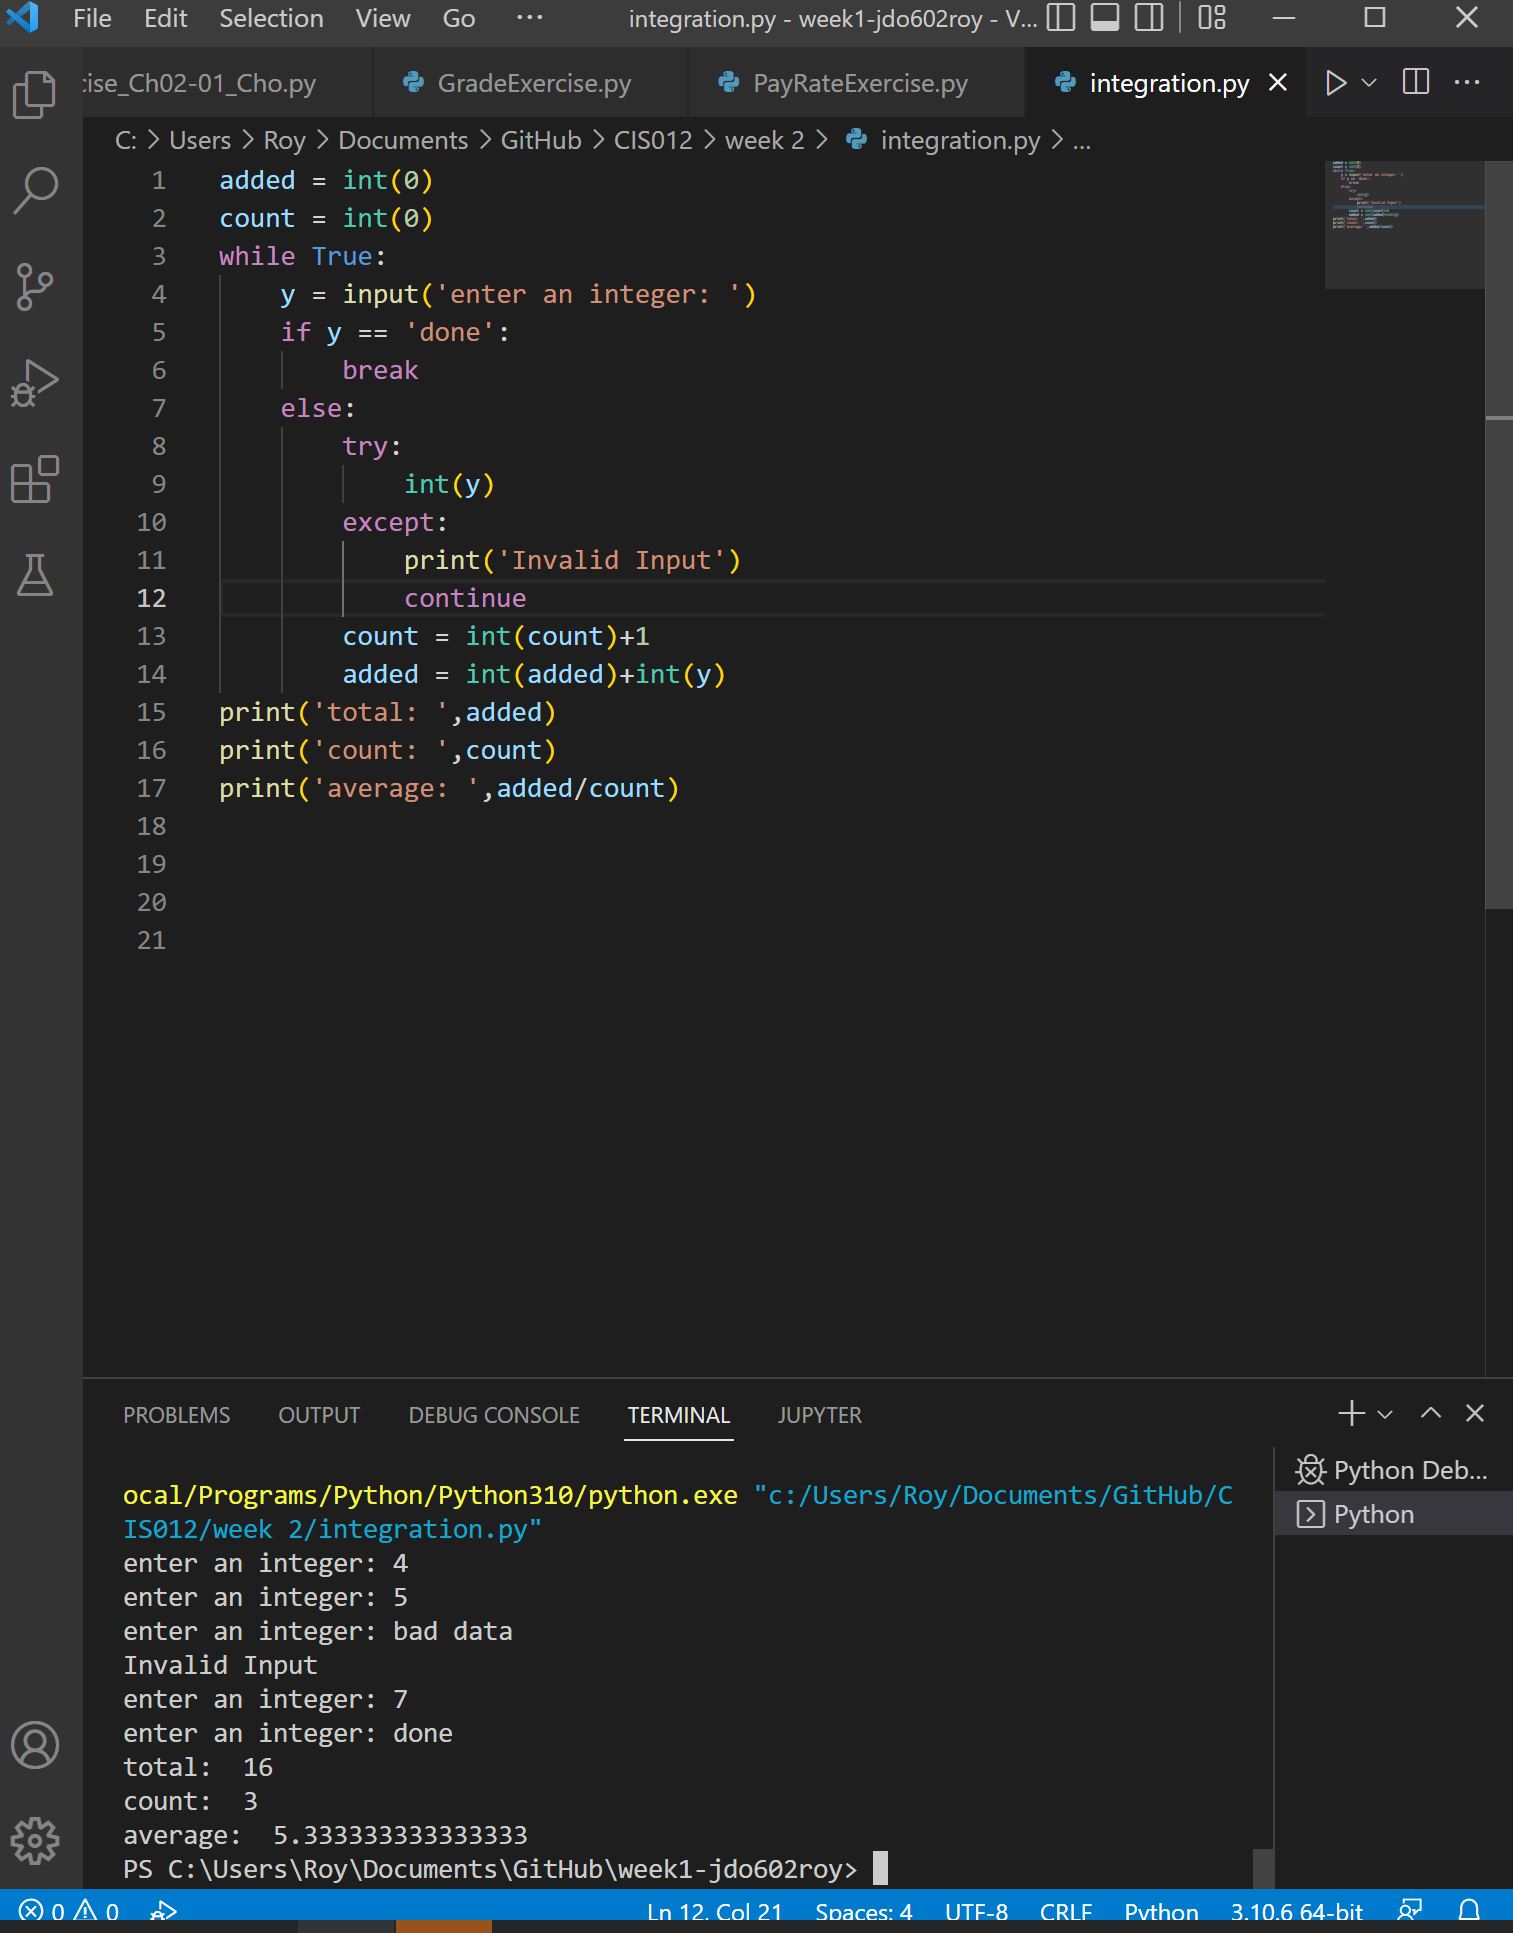 File Edit Selection View Go ··· integration.py - week1-jdo602roy - V...
cise_Ch02-01_Cho.py GradeExercise.py PayRateExercise.py integration.py
C: > Users > Roy > Documents > GitHub > CIS012 > week 2 > integration.py > ...
1 added = int(0)
2 count = int(0)
3 while True:
4     y = input('enter an integer: ')
5     if y == 'done':
6         break
7     else:
8         try:
9             int(y)
10         except:
11             print('Invalid Input')
12             continue
13         count = int(count)+1
14         added = int(added)+int(y)
15 print('total: ',added)
16 print('count: ',count)
17 print('average: ',added/count)
18
19
20
21
PROBLEMS OUTPUT DEBUG CONSOLE TERMINAL JUPYTER
Python Deb...
Python
ocal/Programs/Python/Python310/python.exe "c:/Users/Roy/Documents/GitHub/C
IS012/week 2/integration.py"
enter an integer: 4
enter an integer: 5
enter an integer: bad data
Invalid Input
enter an integer: 7
enter an integer: done
total:  16
count:  3
average:  5.333333333333333
PS C:\Users\Roy\Documents\GitHub\week1-jdo602roy>
0 0 Ln 12, Col 21 Spaces: 4 UTF-8 CRLF Python 3.10.6 64-bit